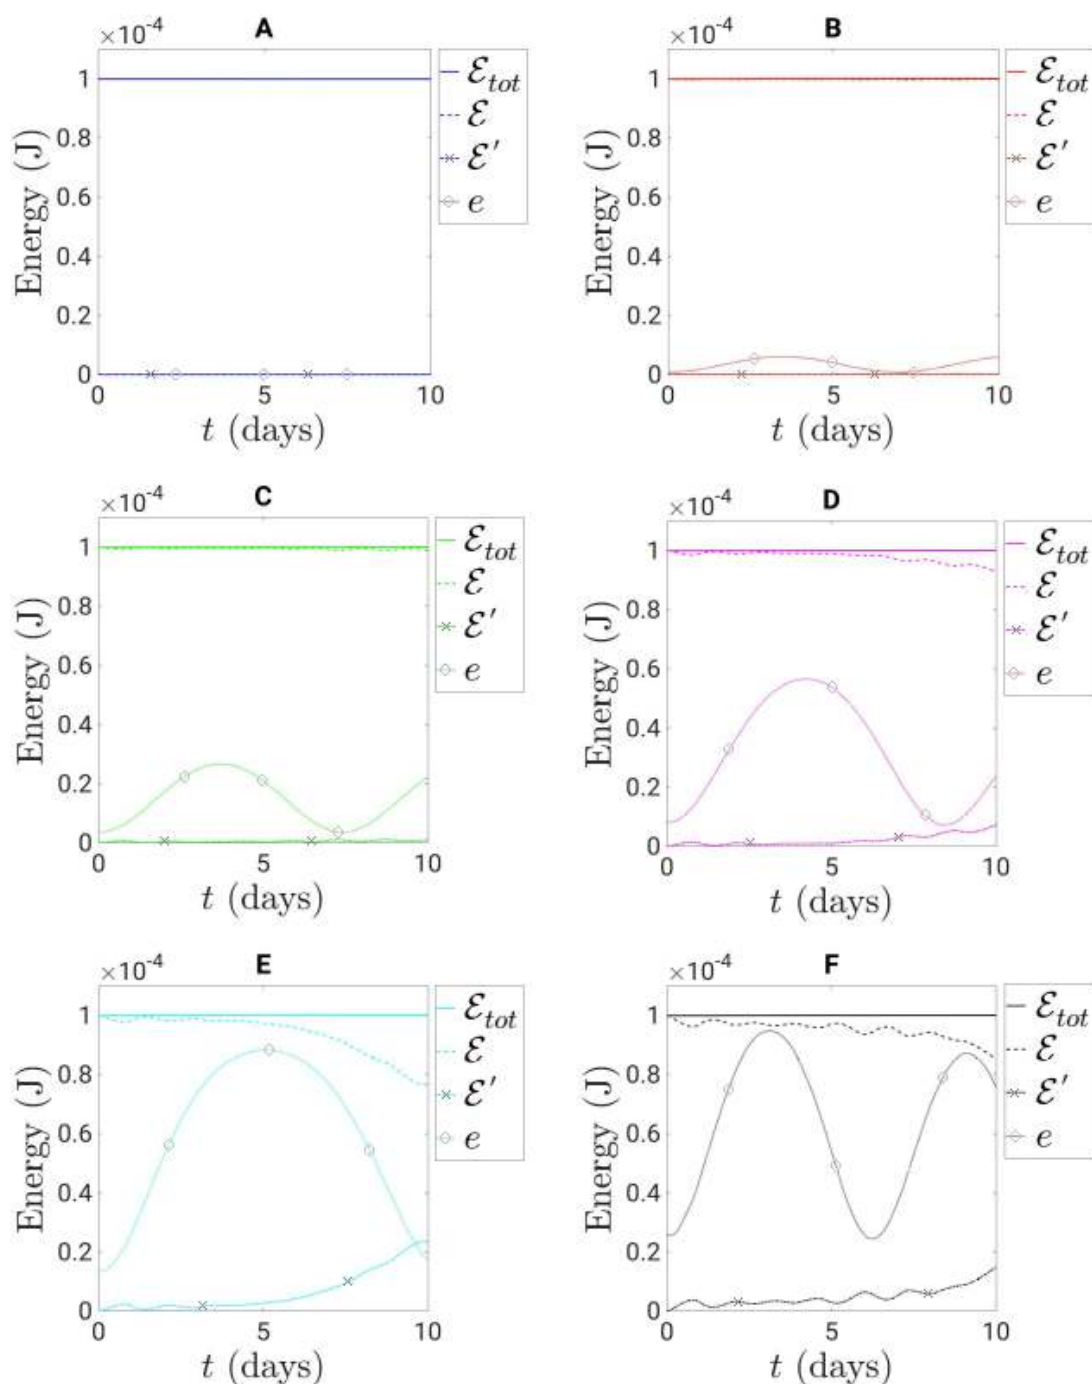 A
×10⁻⁴
1
0.8
0.6
0.4
0.2
0
Energy (J)
0 5 10
t (days)
ℰtot
ℰ
ℰ′
e
B
×10⁻⁴
1
0.8
0.6
0.4
0.2
0
Energy (J)
0 5 10
t (days)
ℰtot
ℰ
ℰ′
e
C
×10⁻⁴
1
0.8
0.6
0.4
0.2
0
Energy (J)
0 5 10
t (days)
ℰtot
ℰ
ℰ′
e
D
×10⁻⁴
1
0.8
0.6
0.4
0.2
0
Energy (J)
0 5 10
t (days)
ℰtot
ℰ
ℰ′
e
E
×10⁻⁴
1
0.8
0.6
0.4
0.2
0
Energy (J)
0 5 10
t (days)
ℰtot
ℰ
ℰ′
e
F
×10⁻⁴
1
0.8
0.6
0.4
0.2
0
Energy (J)
0 5 10
t (days)
ℰtot
ℰ
ℰ′
e